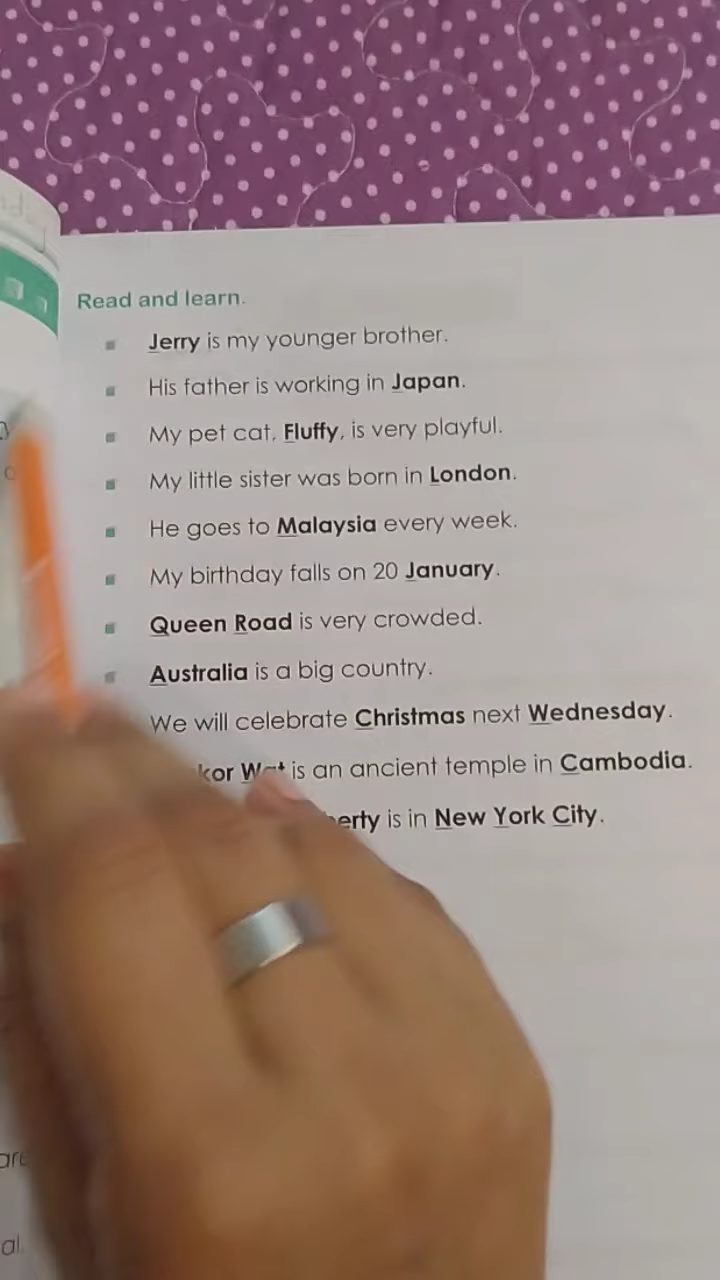 Read and learn.
Jerry is my younger brother.
His father is working in Japan.
My pet cat, Fluffy, is very playful.
My little sister was born in London.
He goes to Malaysia every week.
My birthday falls on 20 January.
Queen Road is very crowded.
Australia is a big country.
We will celebrate Christmas next Wednesday.
is an ancient temple in Cambodia.
is in New York City.